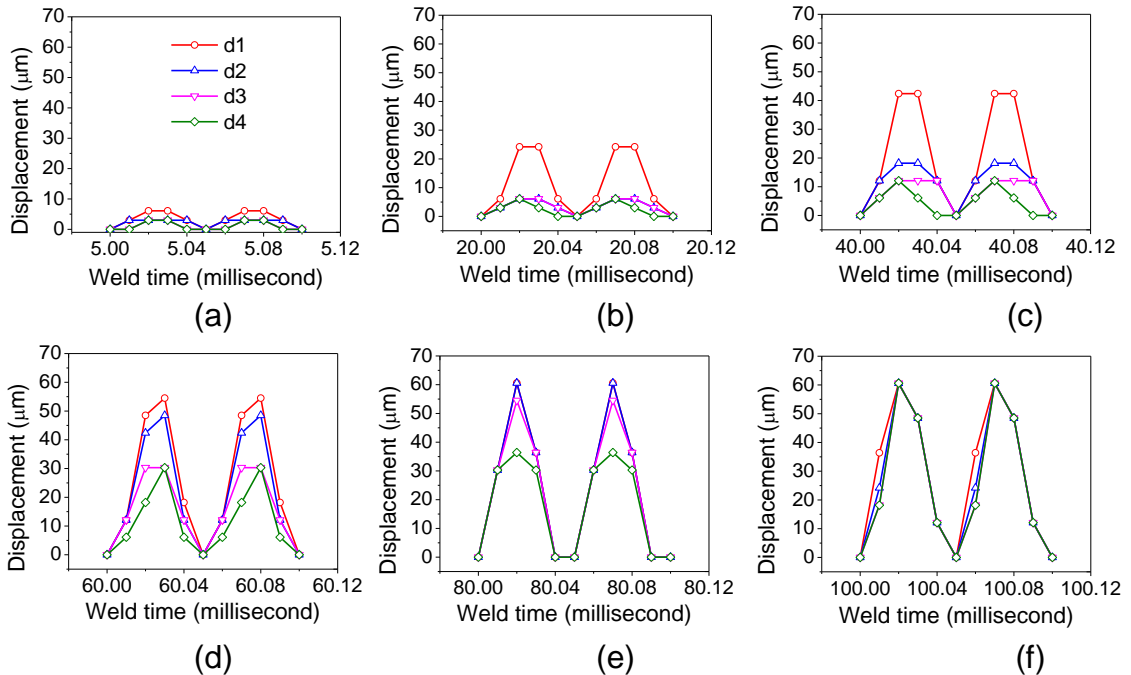 70
60
50
40
30
20
10
0
Displacement (μm)
d1
d2
d3
d4
5.00 5.04 5.08 5.12
Weld time (millisecond)
(a)
70
60
50
40
30
20
10
0
Displacement (μm)
20.00 20.04 20.08 20.12
Weld time (millisecond)
(b)
70
60
50
40
30
20
10
0
Displacement (μm)
40.00 40.04 40.08 40.12
Weld time (millisecond)
(c)
70
60
50
40
30
20
10
0
Displacement (μm)
60.00 60.04 60.08 60.12
Weld time (millisecond)
(d)
70
60
50
40
30
20
10
0
Displacement (μm)
80.00 80.04 80.08 80.12
Weld time (millisecond)
(e)
70
60
50
40
30
20
10
0
Displacement (μm)
100.00 100.04 100.08 100.12
Weld time (millisecond)
(f)